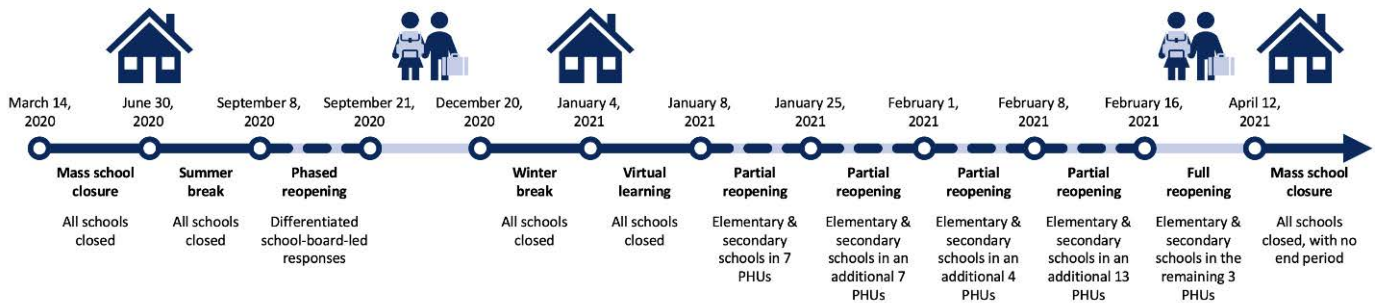 March 14,
2020
June 30,
2020
September 8,
2020
September 21,
2020
December 20,
2020
January 4,
2021
January 8,
2021
January 25,
2021
February 1,
2021
February 8,
2021
February 16,
2021
April 12,
2021
Mass school
closure
All schools
closed
Summer
break
All schools
closed
Phased
reopening
Differentiated
school-board-led
responses
Winter
break
All schools
closed
Virtual
learning
All schools
closed
Partial
reopening
Elementary &
secondary
schools in 7
PHUs
Partial
reopening
Elementary &
secondary
schools in an
additional 7
PHUs
Partial
reopening
Elementary &
secondary
schools in an
additional 4
PHUs
Partial
reopening
Elementary &
secondary
schools in an
additional 13
PHUs
Full
reopening
Elementary &
secondary
schools in the
remaining 3
PHUs
Mass school
closure
All schools
closed, with no
end period